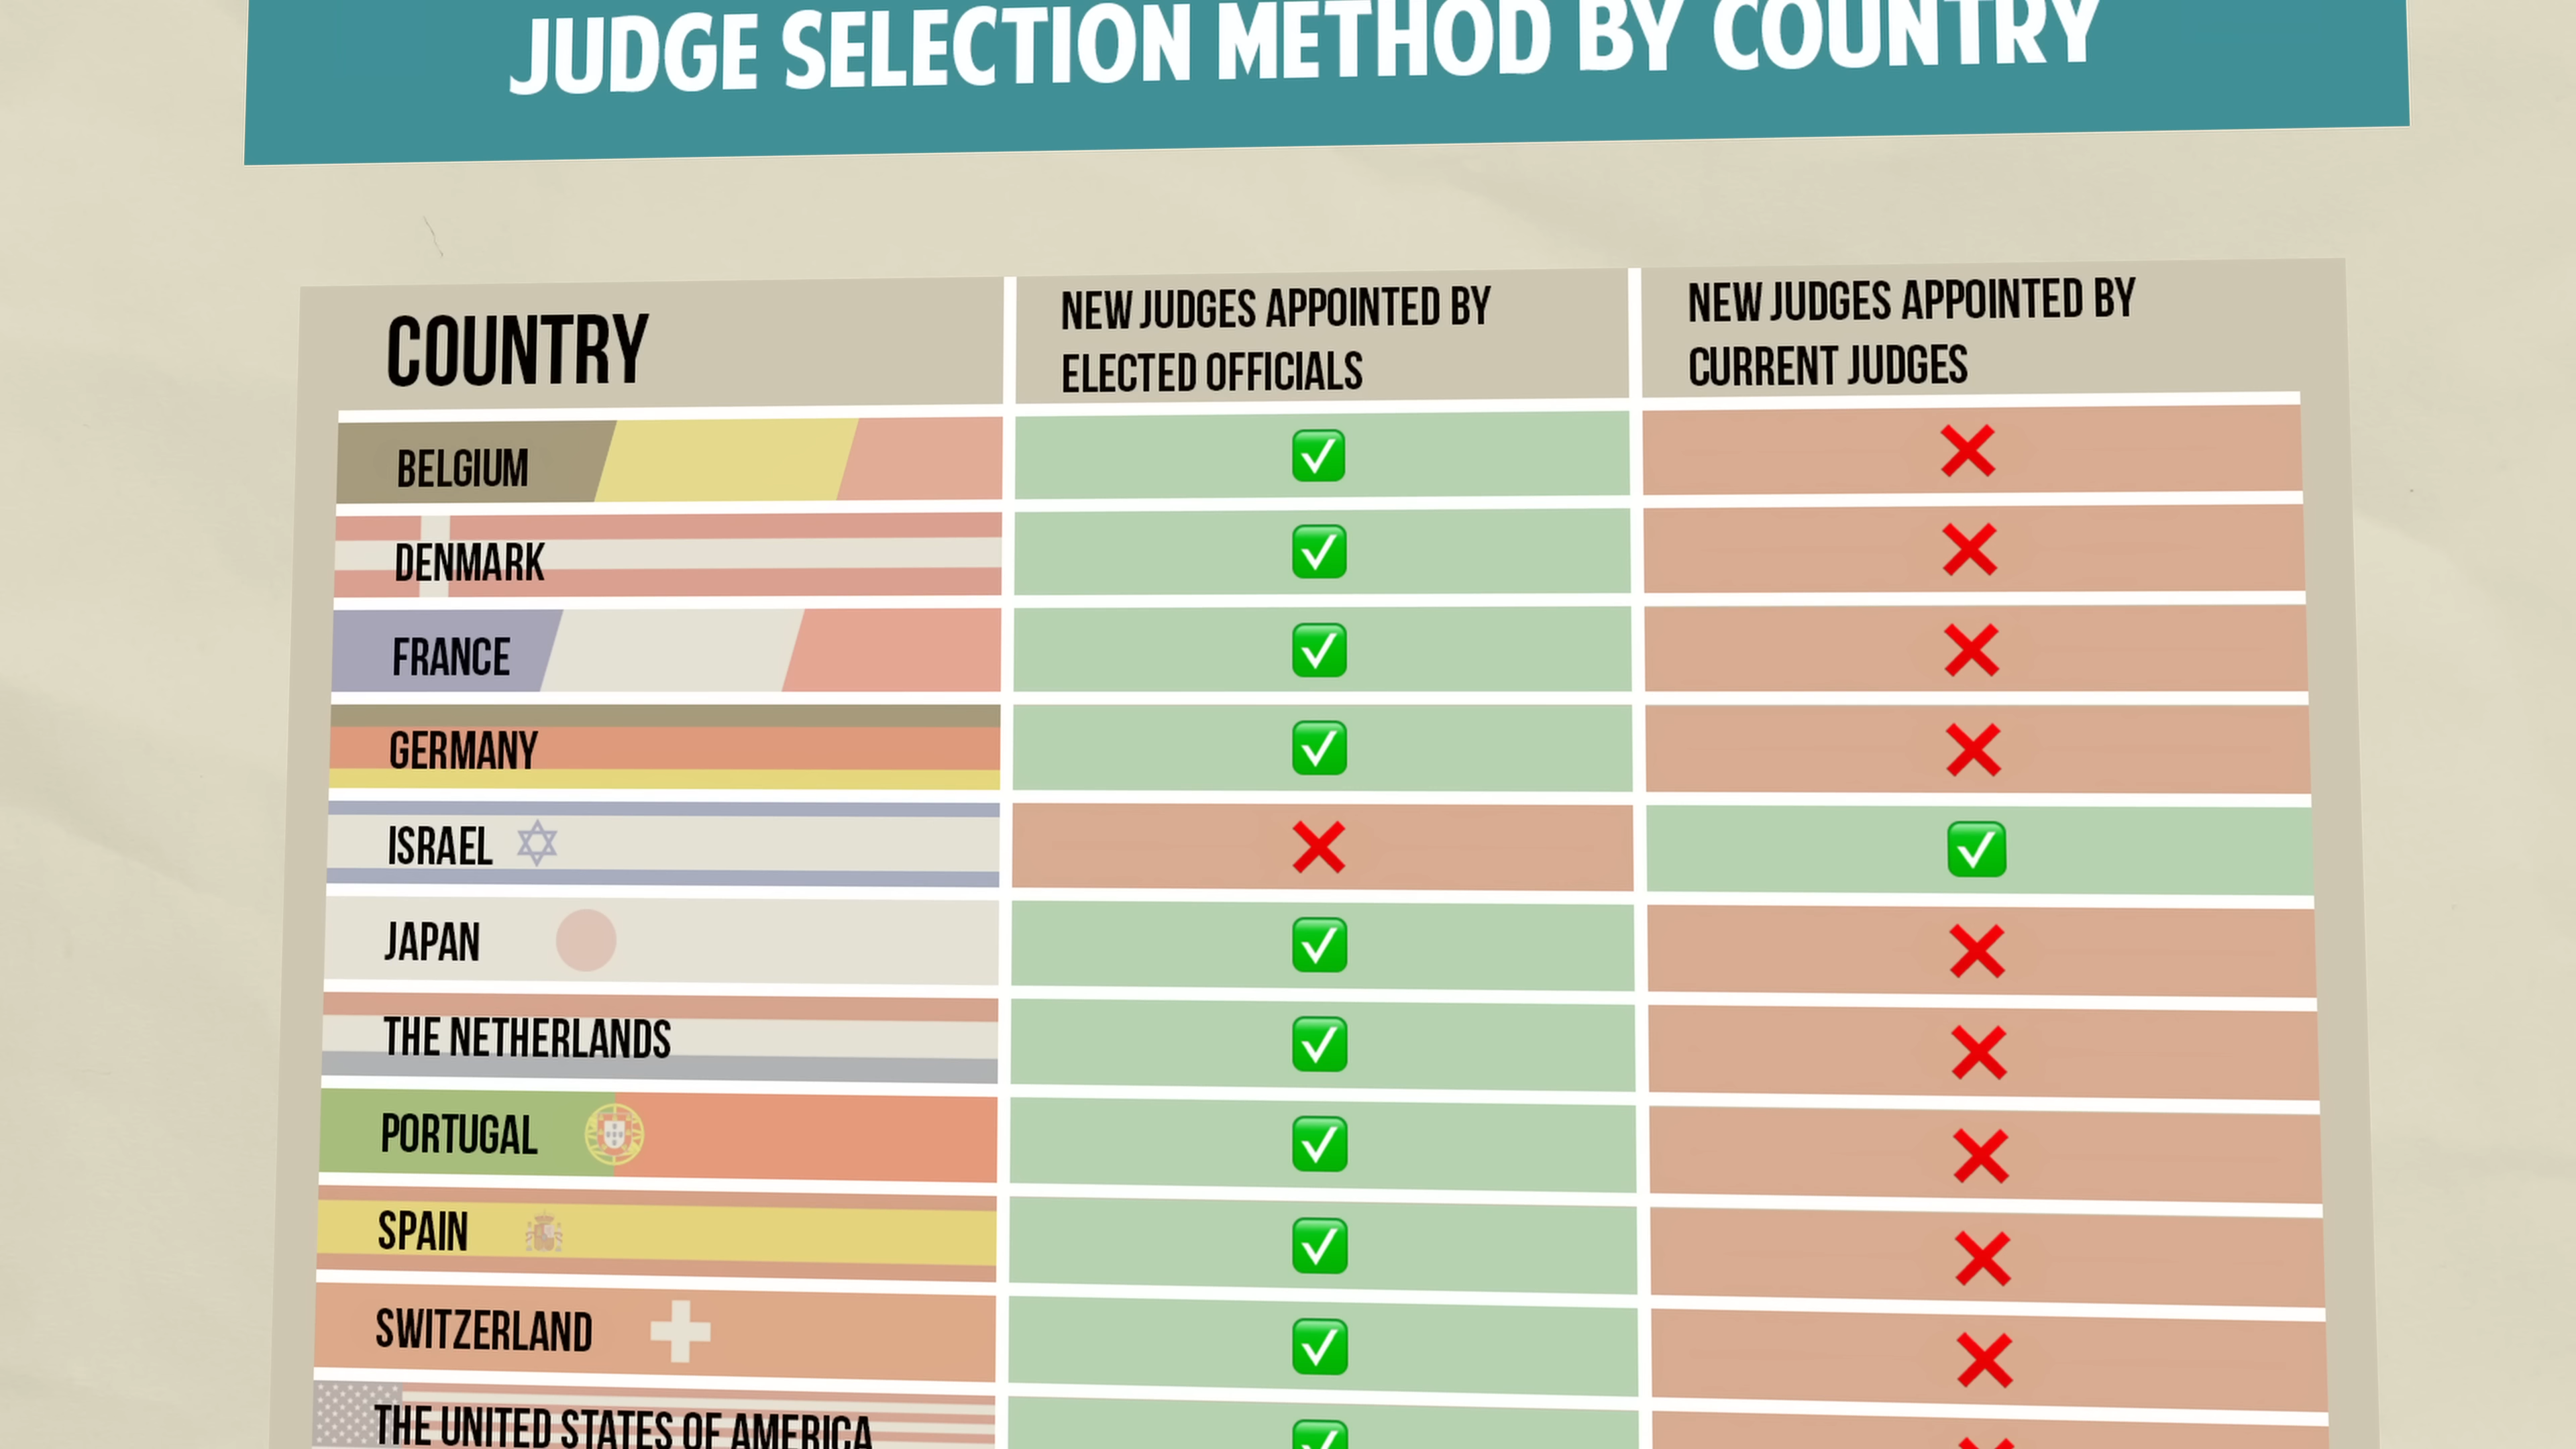 JUDGE SELECTION METHOD BY COUNTRY
COUNTRY
NEW JUDGES APPOINTED BY
ELECTED OFFICIALS
NEW JUDGES APPOINTED BY
CURRENT JUDGES
BELGIUM
DENMARK
FRANCE
GERMANY
ISRAEL
JAPAN
THE NETHERLANDS
PORTUGAL
SPAIN
SWITZERLAND
THE UNITED STATES OF AMERICA